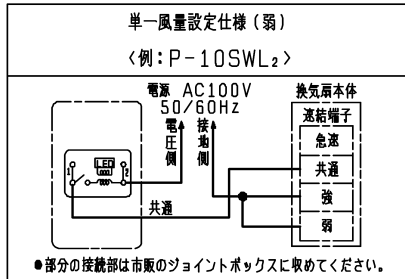 単一風量設定仕様（弱）
〈例：P-10SWL₂〉
電源 AC100V
50/60Hz
電圧側
接地側
換気扇本体
速結端子
急速
共通
強
弱
LED
1
2
共通
●部分の接続部は市販のジョイントボックスに収めてください。